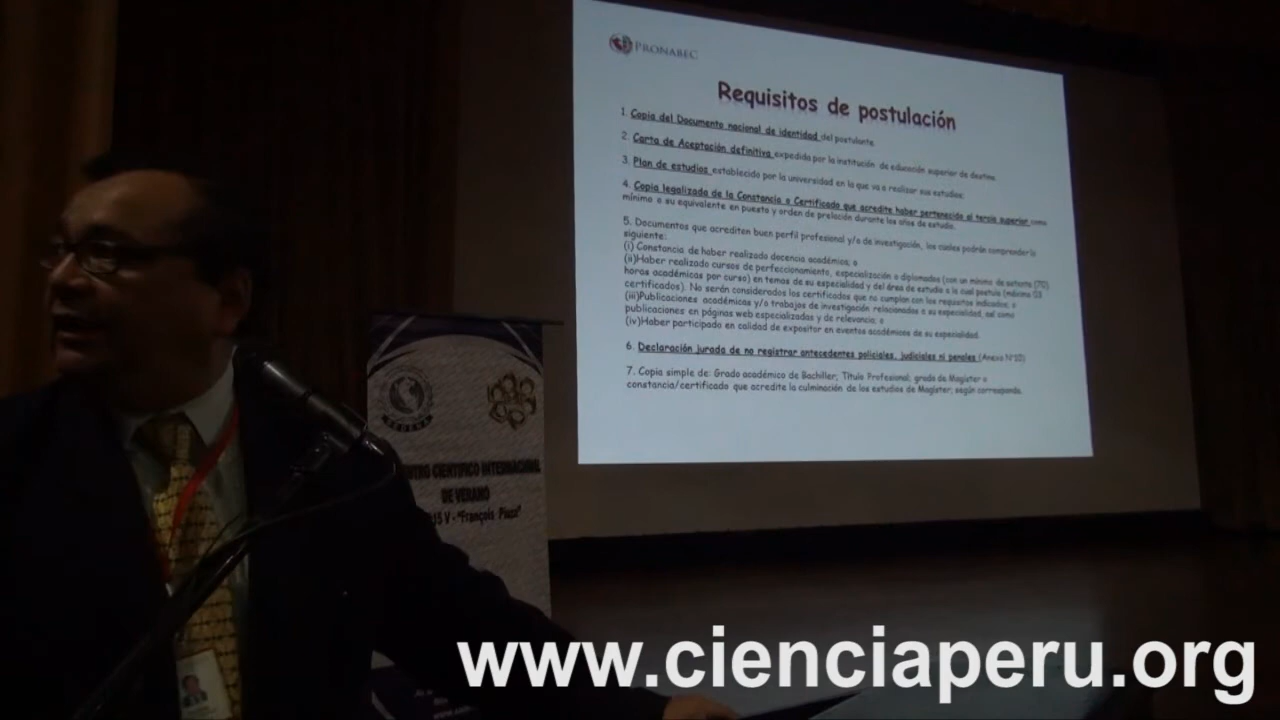 PRONABEC
Requisitos de postulación
1. Copia del Documento nacional de identidad del postulante
2. Carta de Aceptación definitiva expedida por la institución de educación superior de destino
3. Plan de estudios establecido por la universidad en la que va a realizar sus estudios;
4. Copia legalizada de la Constancia o Certificado que acredite haber pertenecido al tercio superior como
mínimo o su equivalente en puesto y orden de prelación durante los años de estudio.
5. Documentos que acrediten buen perfil profesional y/o de investigación, los cuales podrán comprender lo
siguiente:
(i) Constancia de haber realizado docencia académica; o
(ii)Haber realizado cursos de perfeccionamiento, especialización o diplomados (con un mínimo de setenta (70)
horas académicas por curso) en temas de su especialidad y del área de estudio a la cual postula (máximo 03
certificados). No serán considerados los certificados que no cumplan con los requisitos indicados; o
(iii)Publicaciones académicas y/o trabajos de investigación relacionados a su especialidad, así como
publicaciones en páginas web especializadas y de relevancia; o
(iv)Haber participado en calidad de expositor en eventos académicos de su especialidad.
6. Declaración jurada de no registrar antecedentes policiales, judiciales ni penales (Anexo N°10)
7. Copia simple de: Grado académico de Bachiller; Título Profesional; grado de Magíster o
constancia/certificado que acredite la culminación de los estudios de Magíster; según corresponda.
CIENTIFICO INTERNACIONAL
DE VERANO
V - "François Piuzzi"
www.cienciaperu.org